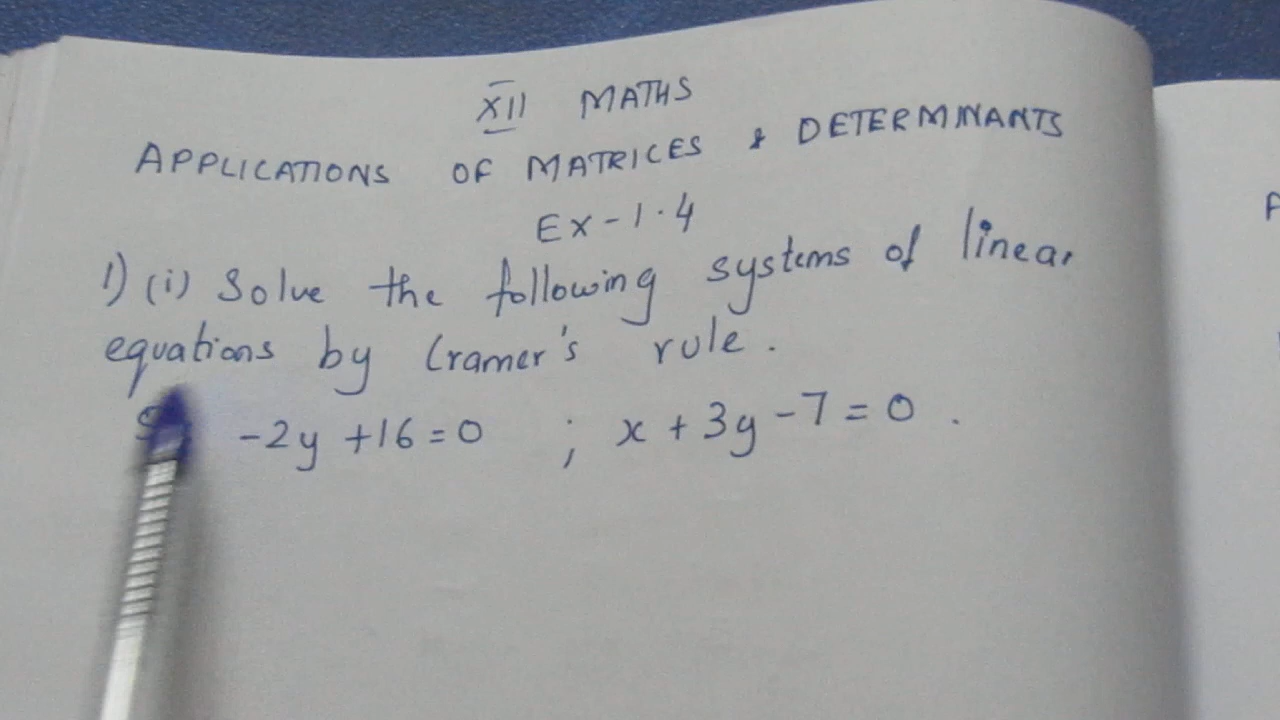 XII MATHS
APPLICATIONS OF MATRICES & DETERMINANTS
EX-1.4
1) (i) Solve the following systems of linear
equations by Cramer's rule.
-2y +16=0 ; x+3y-7=0.